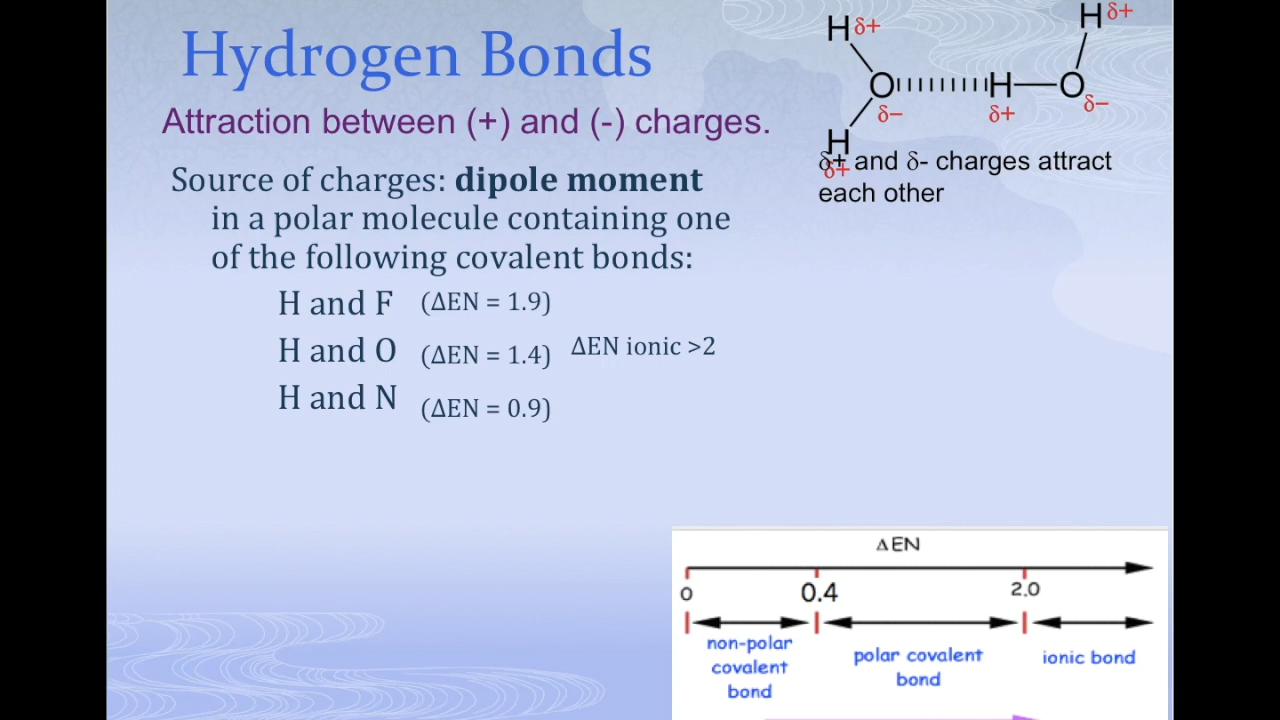 Hydrogen Bonds
Attraction between (+) and (-) charges.
Source of charges: dipole moment
in a polar molecule containing one
of the following covalent bonds:
H and F (ΔEN = 1.9)
H and O (ΔEN = 1.4) ΔEN ionic >2
H and N (ΔEN = 0.9)
H δ+
H δ+
O H O
δ− δ+ δ−
H
δ+
δ+ and δ- charges attract
each other
ΔEN
0 0.4 2.0
non-polar
covalent
bond
polar covalent
bond
ionic bond